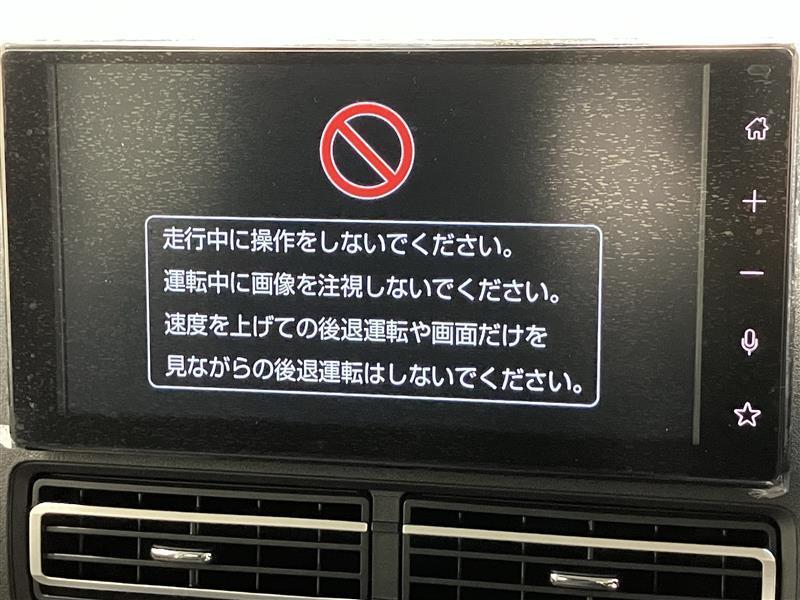 走行中に操作をしないでください。
運転中に画像を注視しないでください。
速度を上げての後退運転や画面だけを
見ながらの後退運転はしないでください。